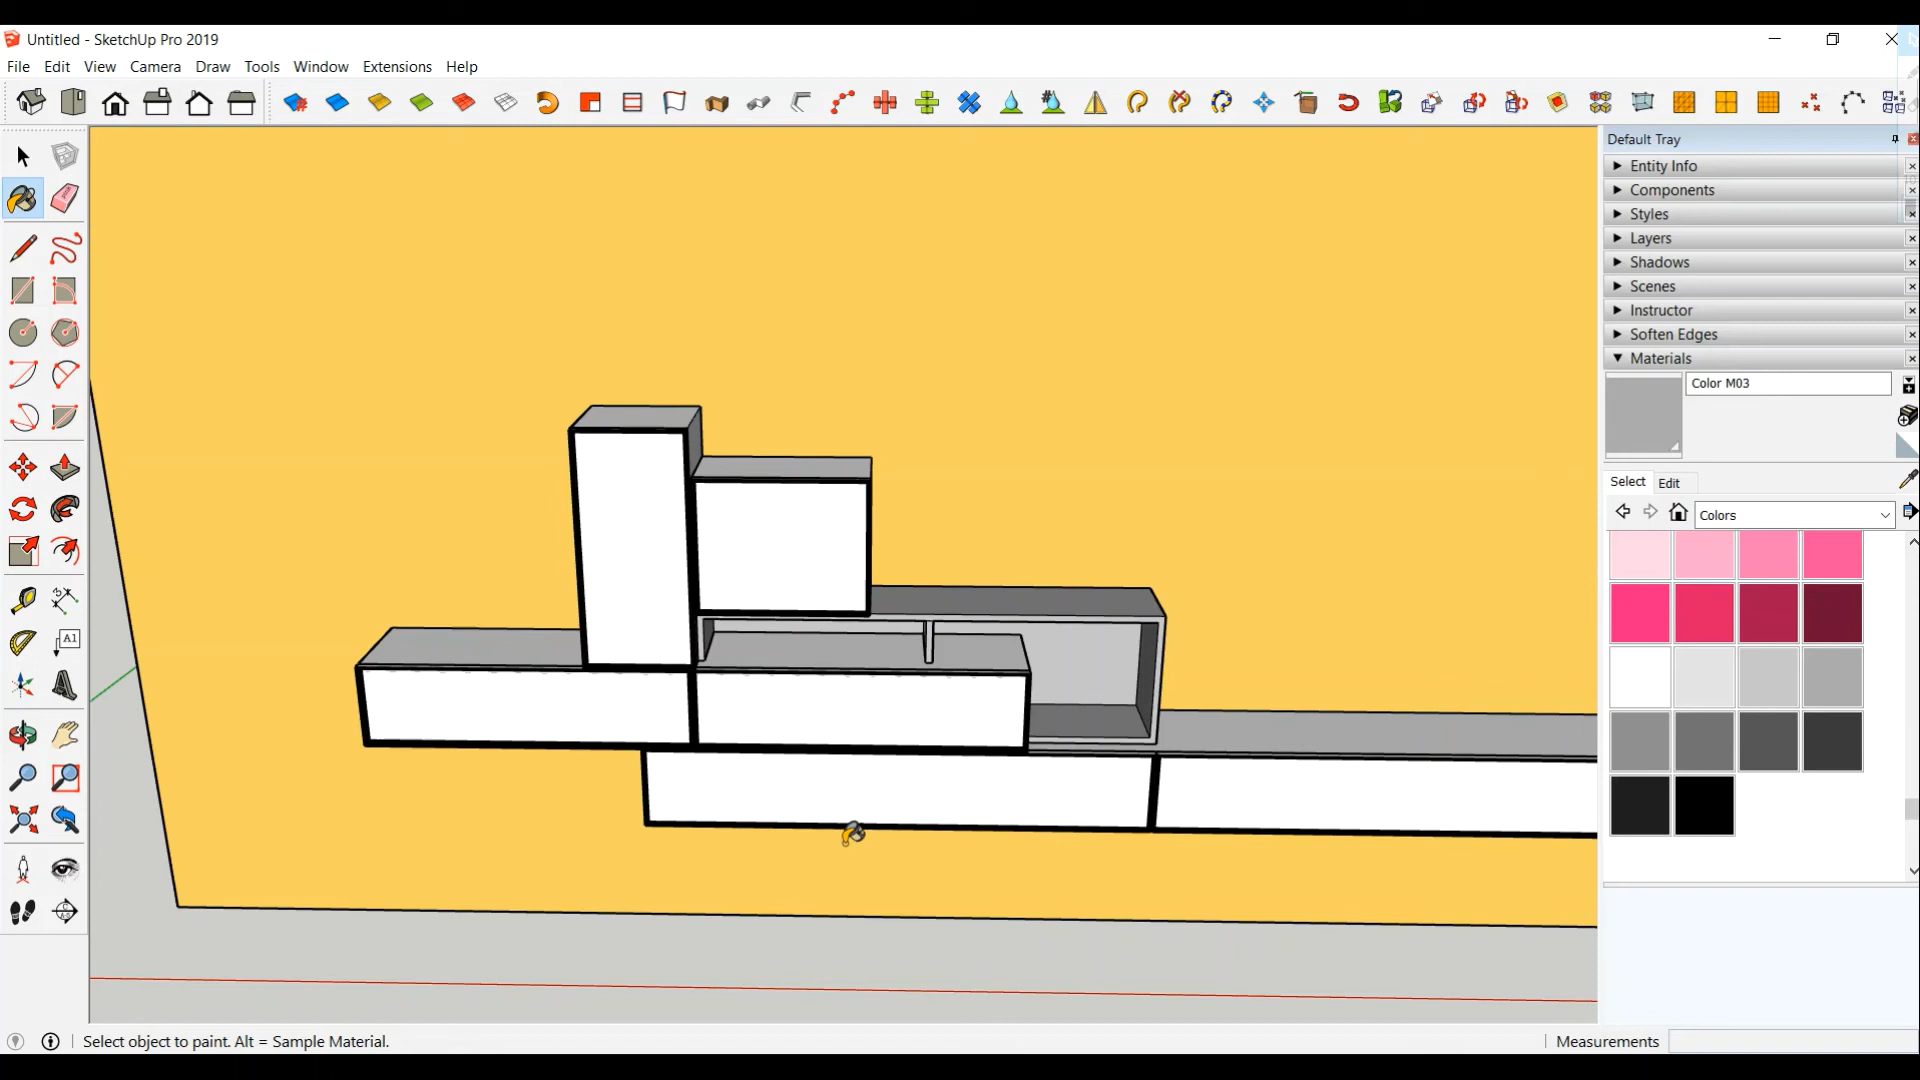 Untitled - SketchUp Pro 2019
File Edit View Camera Draw Tools Window Extensions Help
Default Tray
Entity Info
Components
Styles
Layers
Shadows
Scenes
Instructor
Soften Edges
Materials
Color M03
Select Edit
Colors
A1
Select object to paint. Alt = Sample Material.
Measurements